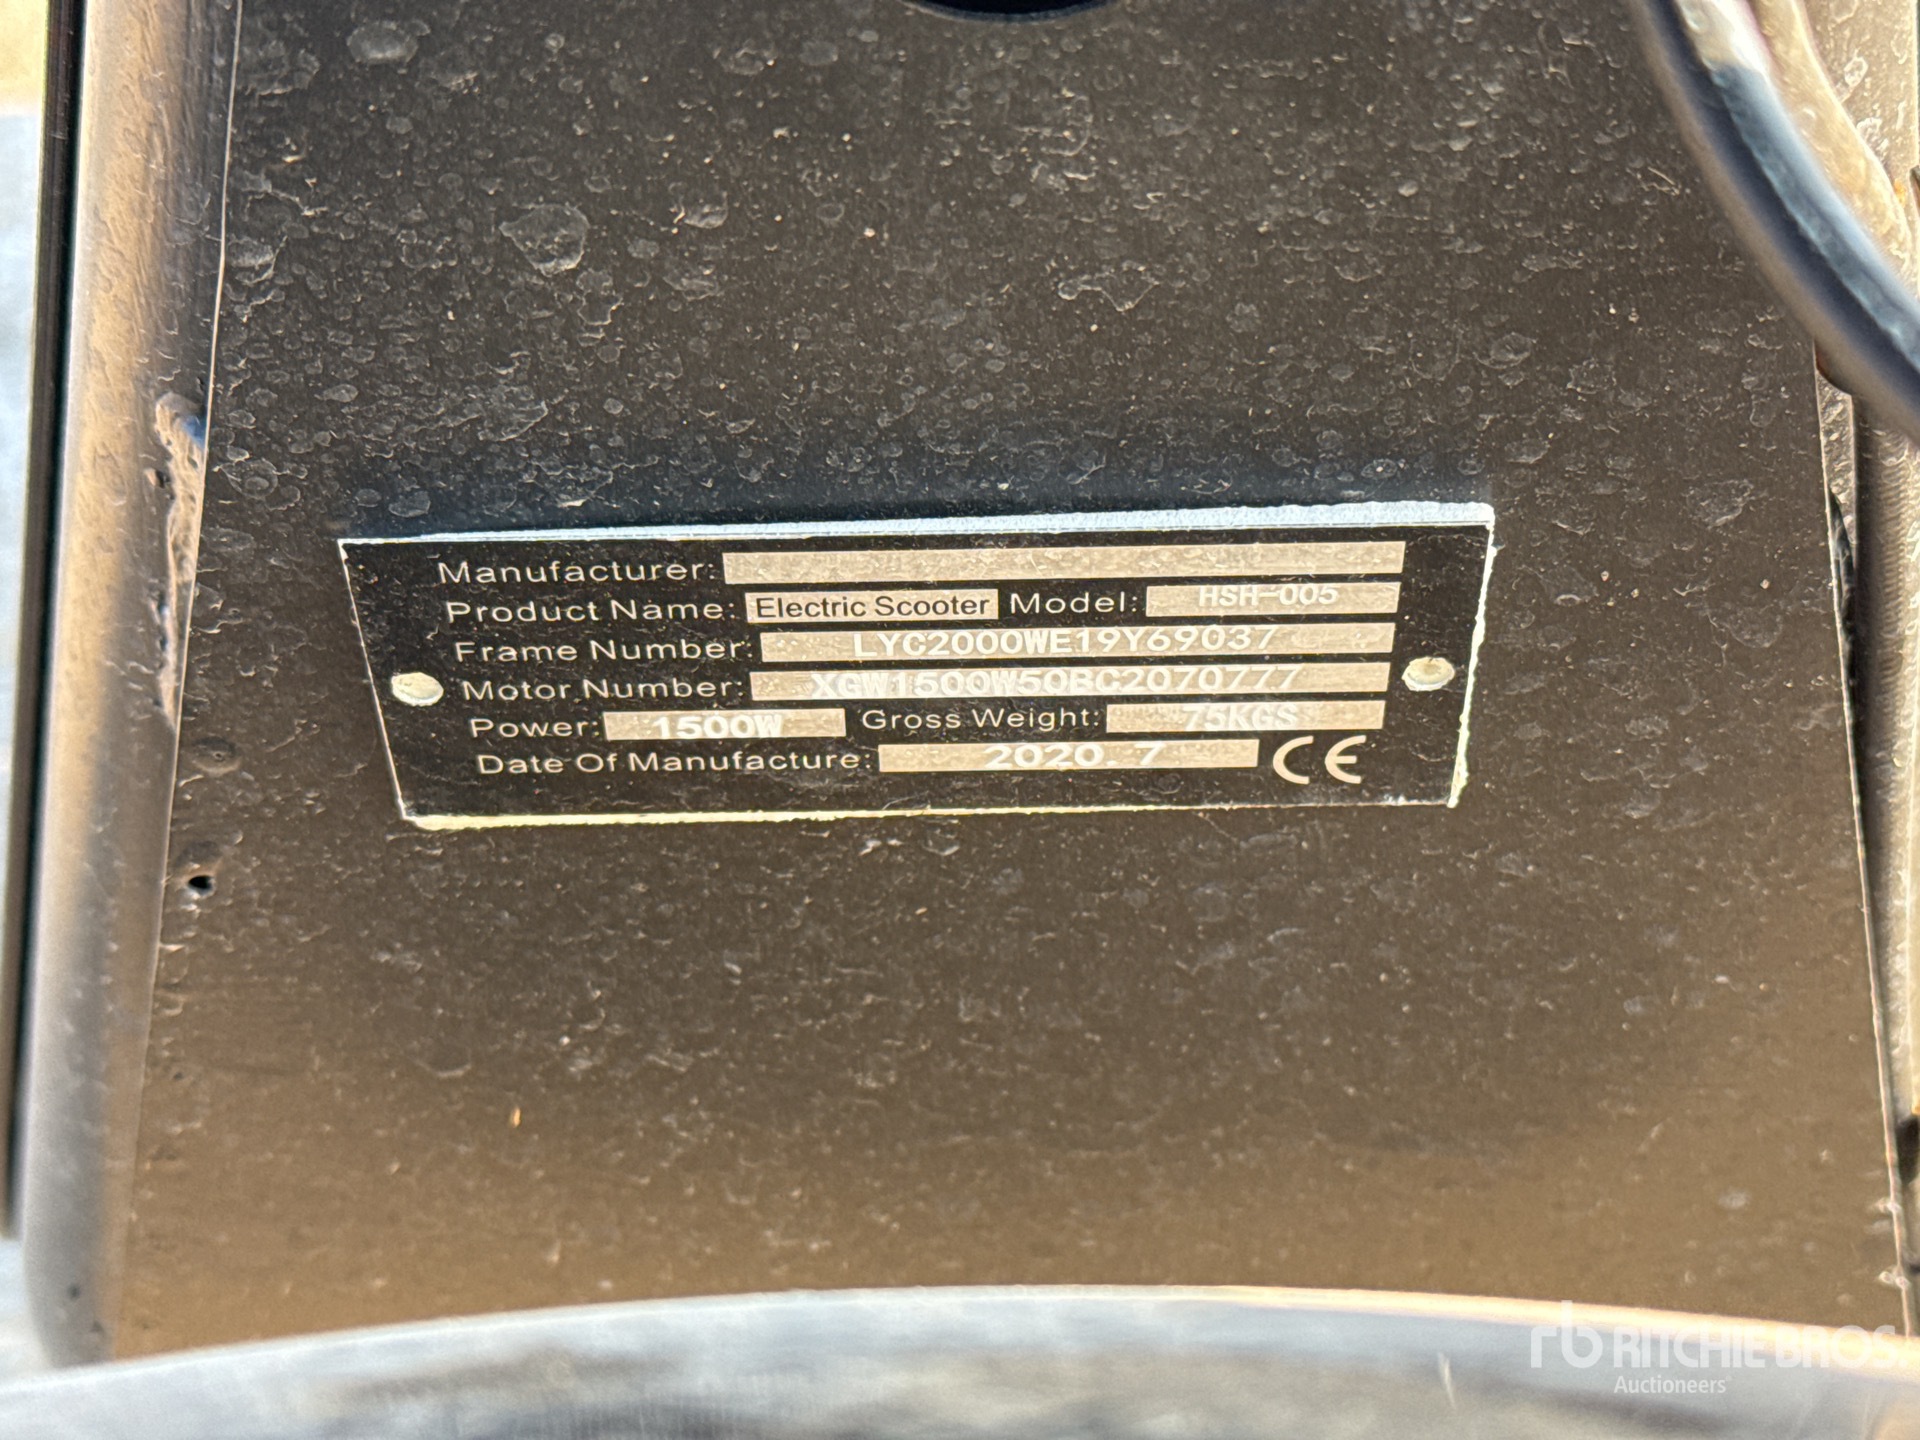 Manufacturer:
Product Name: Electric Scooter Model: HSH-005
Frame Number: LYC2000WE19Y69037
Motor Number: XGW1500W50BC2070777
Power: 1500W Gross Weight: 75KGS
Date Of Manufacture: 2020.7 CE
rb RITCHIE BROS.
Auctioneers